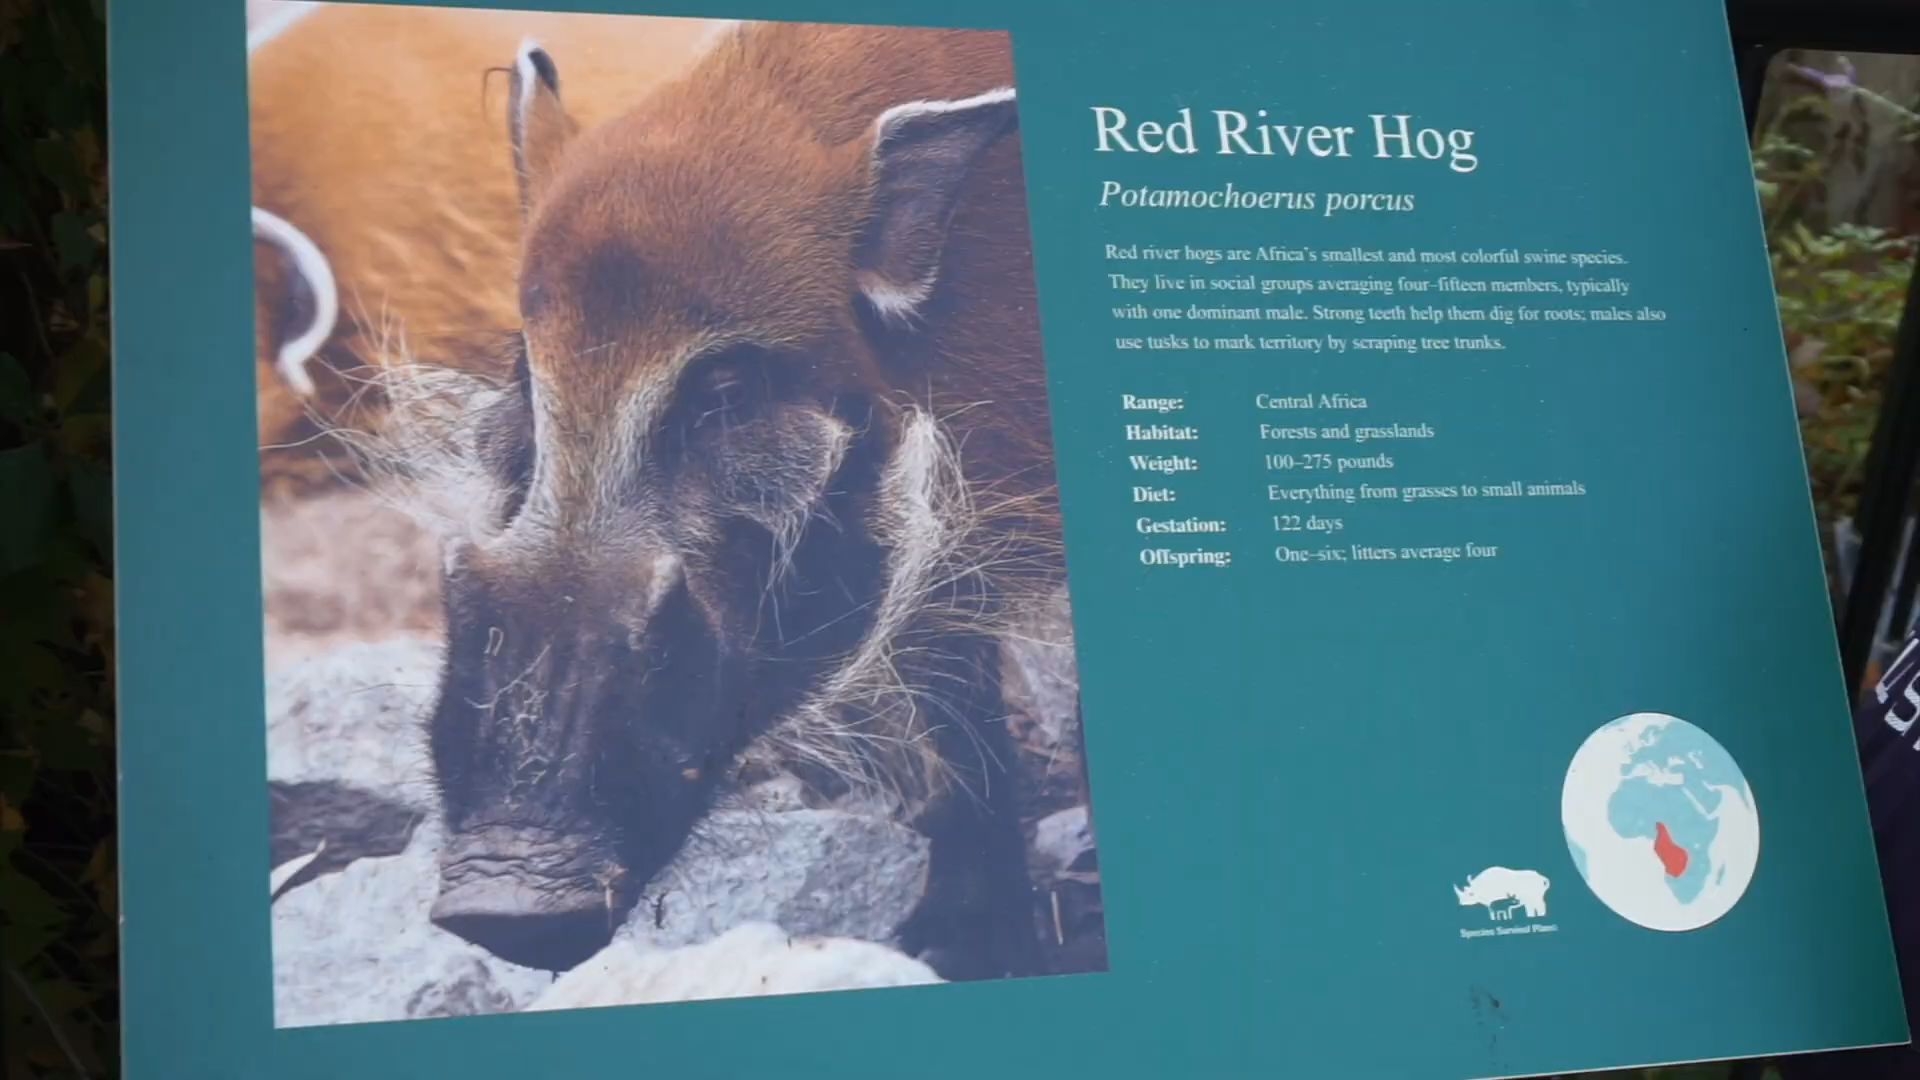 Red River Hog
Potamochoerus porcus
Red river hogs are Africa's smallest and most colorful swine species.
They live in social groups averaging four–fifteen members, typically
with one dominant male. Strong teeth help them dig for roots; males also
use tusks to mark territory by scraping tree trunks.
Range: Central Africa
Habitat: Forests and grasslands
Weight: 100–275 pounds
Diet: Everything from grasses to small animals
Gestation: 122 days
Offspring: One–six; litters average four
Species Survival Plan®